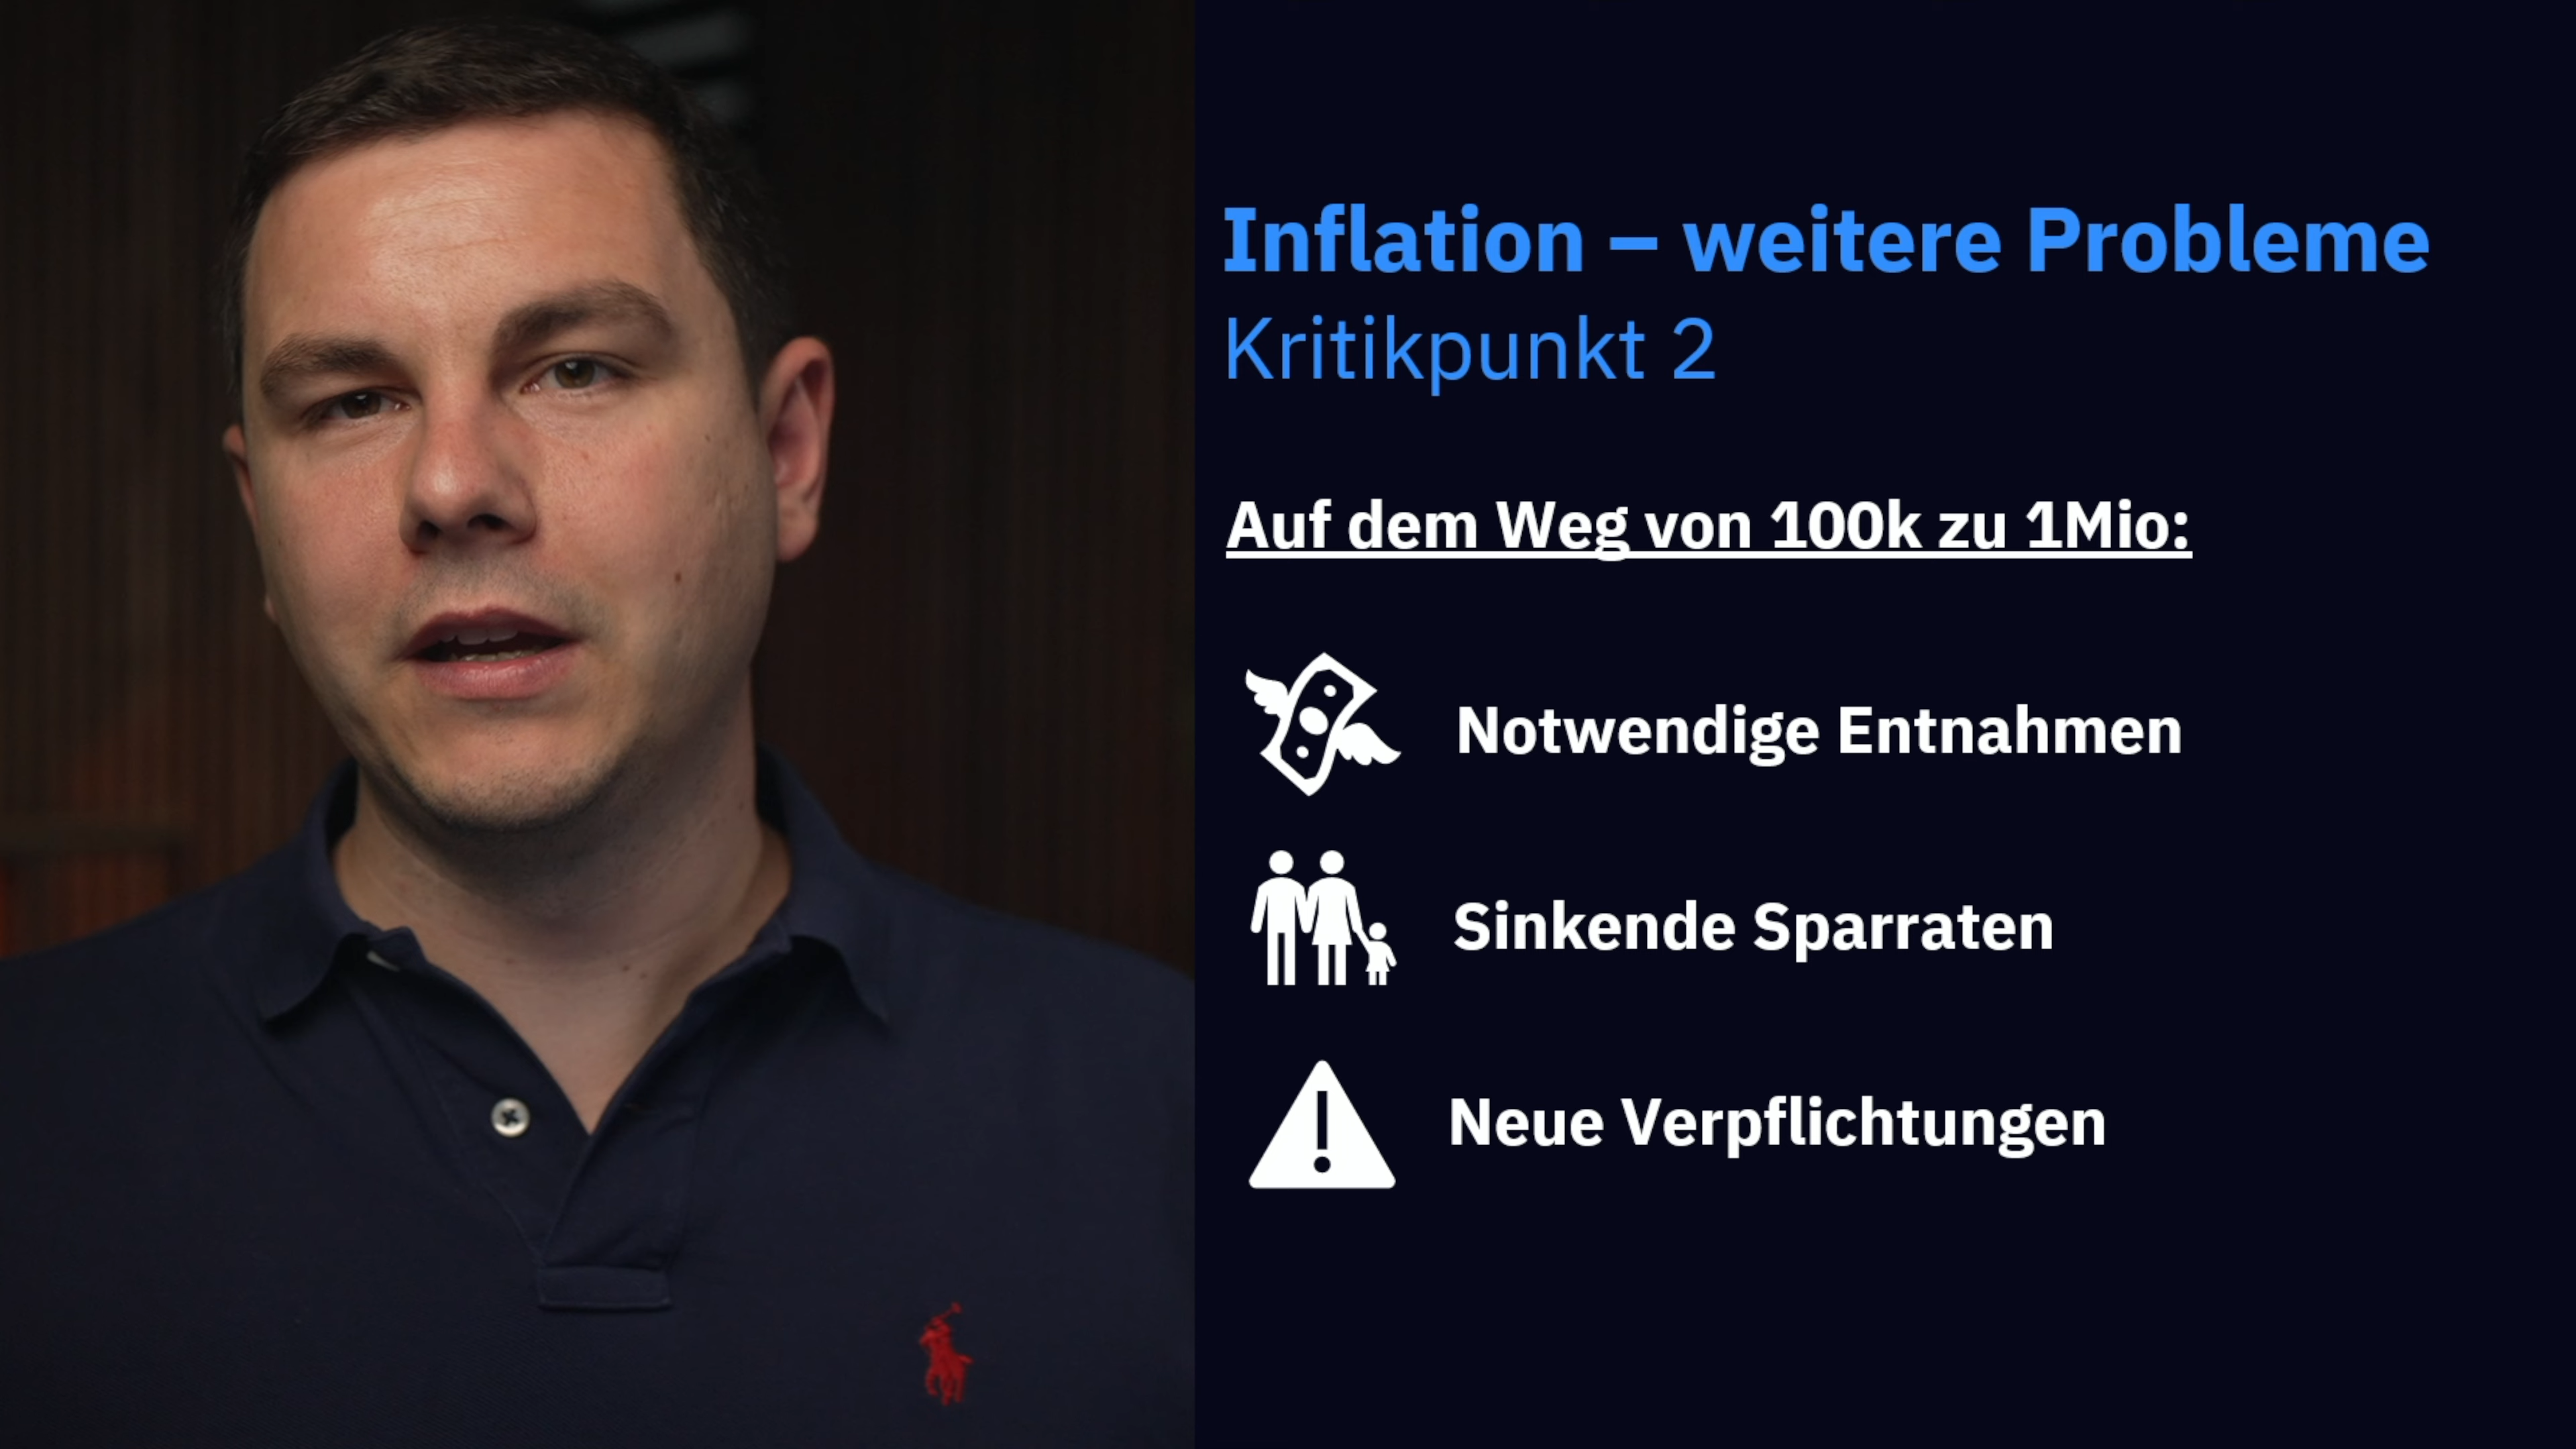 Inflation – weitere Probleme
Kritikpunkt 2
Auf dem Weg von 100k zu 1Mio:
Notwendige Entnahmen
Sinkende Sparraten
Neue Verpflichtungen